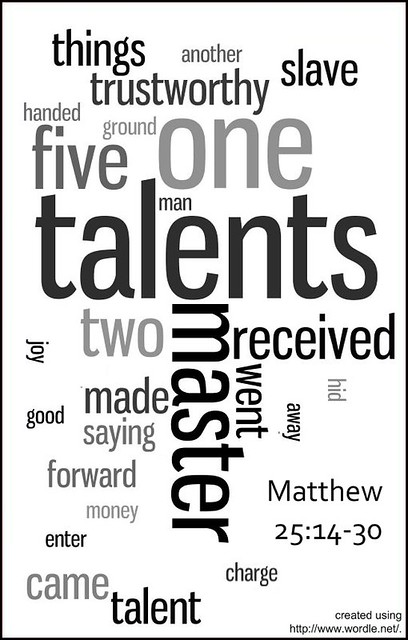 things
another
slave
trustworthy
handed
ground
five
one
man
talents
two
master
received
joy
went
hid
made
away
good
saying
forward
Matthew
25:14-30
money
enter
charge
came
talent
created using
http://www.wordle.net/.